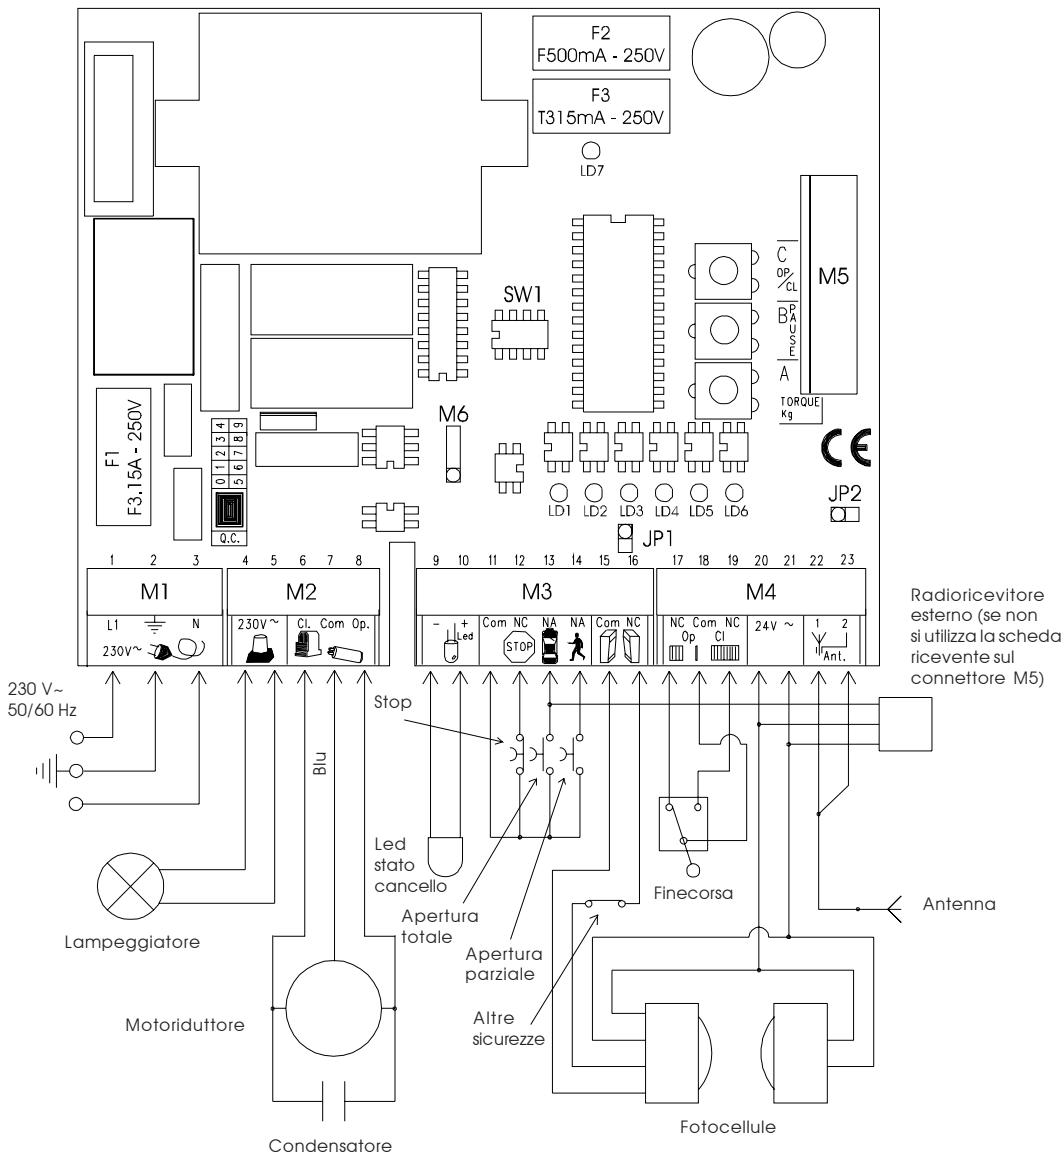 F2
F500mA - 250V
F3
T315mA - 250V
LD7
C
OP/CL
M5
SW1
B
PAUSE
A
TORQUE
Kg
M6
F1
F3.15A - 250V
0 1 2 3 4
5 6 7 8 9
Q.C.
LD1 LD2 LD3 LD4 LD5 LD6
CE
JP2
JP1
1 2 3 4 5 6 7 8 9 10 11 12 13 14 15 16 17 18 19 20 21 22 23
M1 M2 M3 M4
L1 N
230V~
230V~
Cl. Com Op.
- + Led
Com NC NA NA Com NC
STOP
NC Com NC
Op Cl
24V ~
1 2
Ant.
Radioricevitore
esterno (se non
si utilizza la scheda
ricevente sul
connettore M5)
230 V~
50/60 Hz
Stop
Blu
Led
stato
cancello
Finecorsa
Antenna
Apertura
totale
Lampeggiatore
Apertura
parziale
Motoriduttore
Altre
sicurezze
Fotocellule
Condensatore